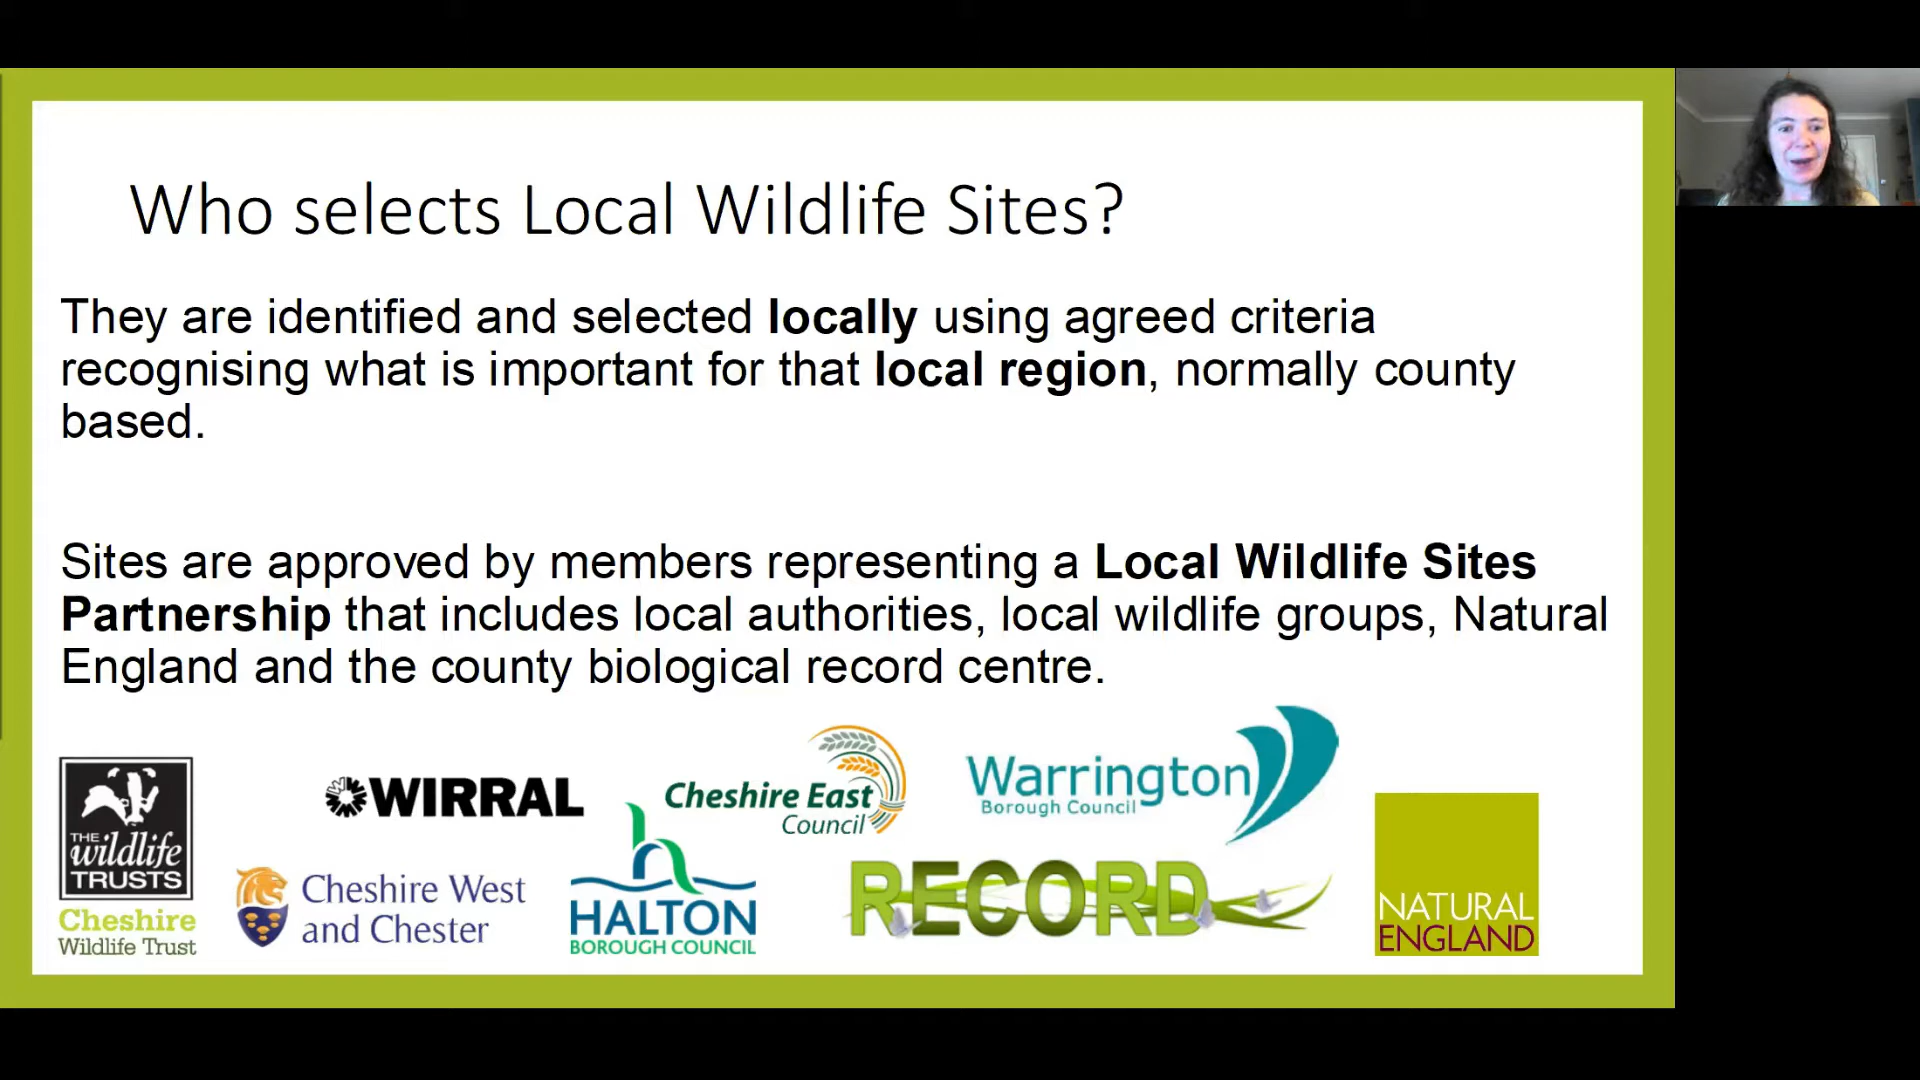 Who selects Local Wildlife Sites?
They are identified and selected locally using agreed criteria
recognising what is important for that local region, normally county
based.
Sites are approved by members representing a Local Wildlife Sites
Partnership that includes local authorities, local wildlife groups, Natural
England and the county biological record centre.
THE
wildlife
TRUSTS
Cheshire
Wildlife Trust
WIRRAL
Cheshire West
and Chester
HALTON
BOROUGH COUNCIL
Cheshire East
Council
Warrington
Borough Council
RECORD
NATURAL
ENGLAND